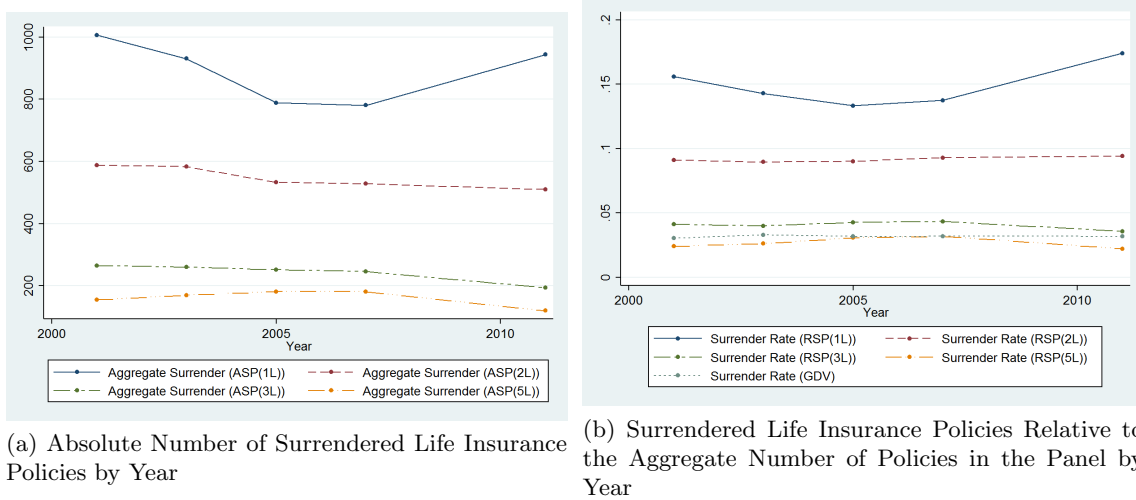 1000
800
600
400
200
2000
2005
2010
Year
Aggregate Surrender (ASP(1L))
Aggregate Surrender (ASP(2L))
Aggregate Surrender (ASP(3L))
Aggregate Surrender (ASP(5L))
(a) Absolute Number of Surrendered Life Insurance
Policies by Year
.2
.15
.1
.05
0
2000
2005
2010
Year
Surrender Rate (RSP(1L))
Surrender Rate (RSP(2L))
Surrender Rate (RSP(3L))
Surrender Rate (RSP(5L))
Surrender Rate (GDV)
(b) Surrendered Life Insurance Policies Relative to
the Aggregate Number of Policies in the Panel by
Year